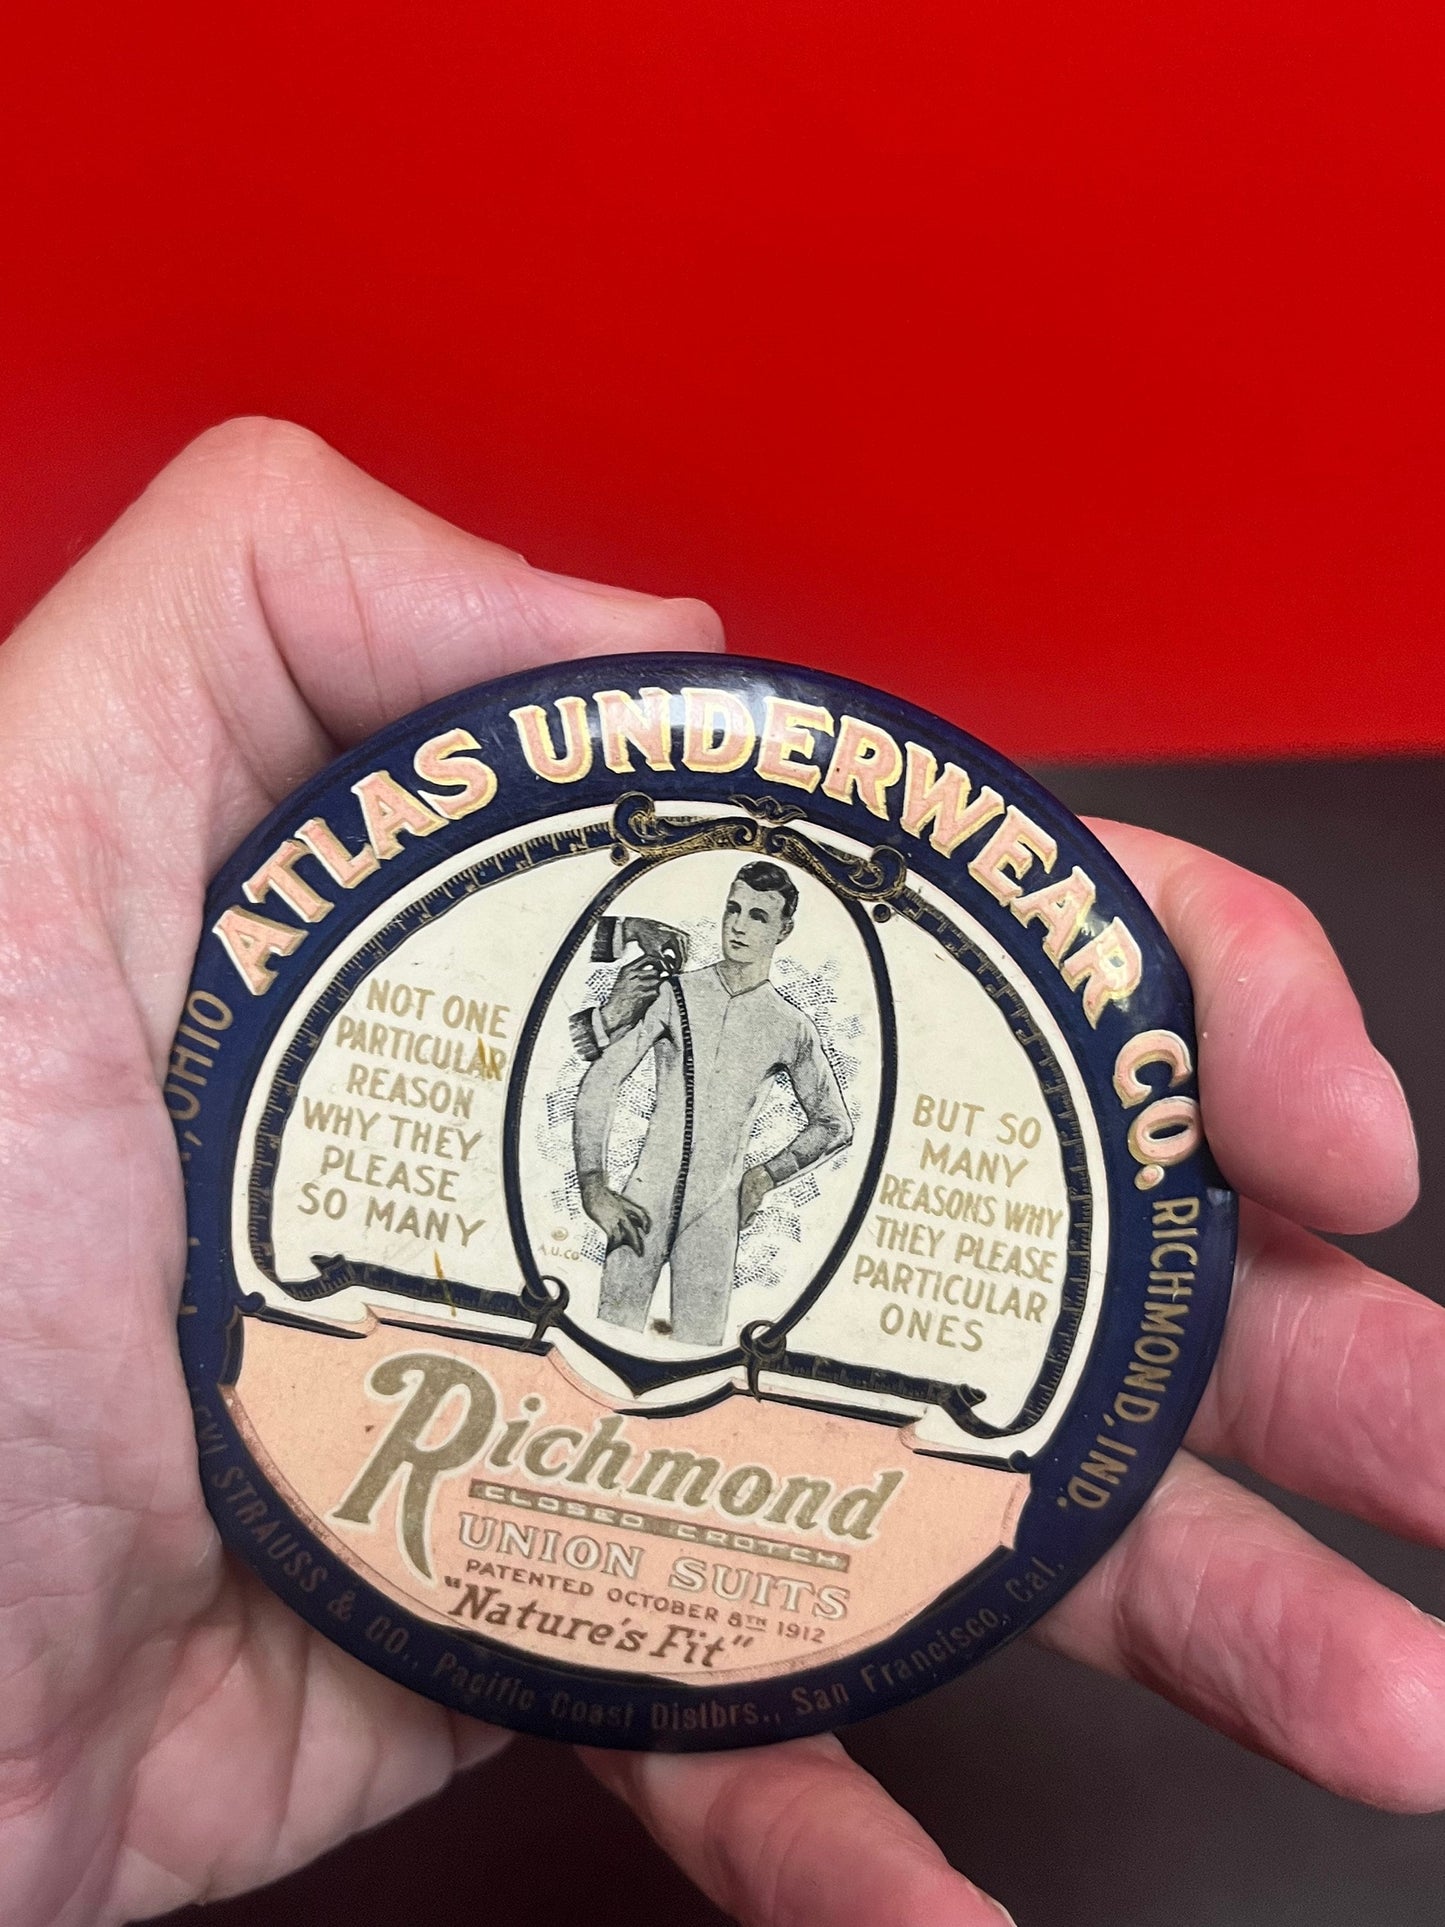 ATLAS UNDERWEAR CO.
RICHMOND, IND.
OHIO
NOT ONE
PARTICULAR
REASON
WHY THEY
PLEASE
SO MANY
BUT SO
MANY
REASONS WHY
THEY PLEASE
PARTICULAR
ONES
A.U.CO
Richmond
CLOSED CROTCH
UNION SUITS
PATENTED OCTOBER 8TH 1912
"Nature's Fit"
LEVI STRAUSS & CO., Pacific Coast Distbrs., San Francisco, Cal.